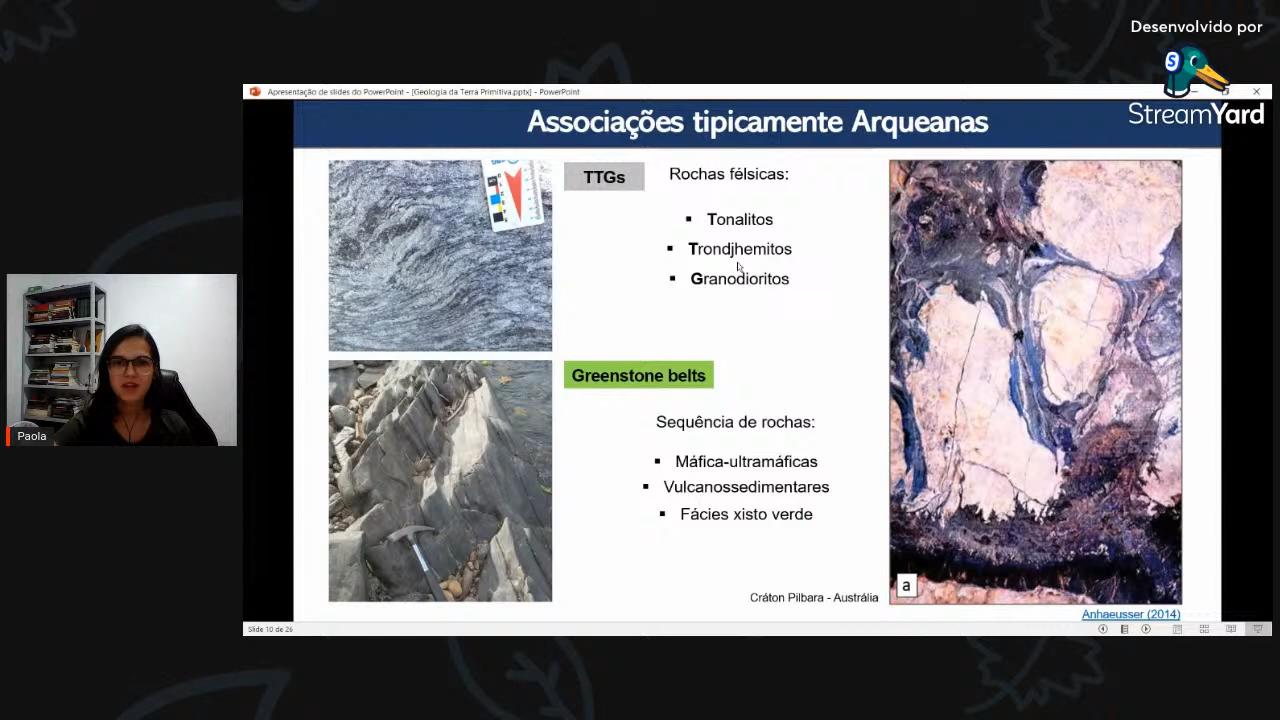 Desenvolvido por
StreamYard
Apresentação de slides do PowerPoint - [Geologia da Terra Primitiva.pptx] - PowerPoint
Associações tipicamente Arqueanas
TTGs
Rochas félsicas:
Tonalitos
Trondjhemitos
Granodioritos
Greenstone belts
Sequência de rochas:
Máfica-ultramáficas
Vulcanossedimentares
Fácies xisto verde
Cráton Pilbara - Austrália
a
Anhaeusser (2014)
Slide 10 de 26
Paola